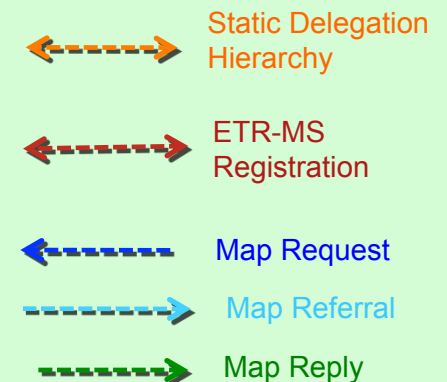 Static Delegation
Hierarchy
ETR-MS
Registration
Map Request
Map Referral
Map Reply